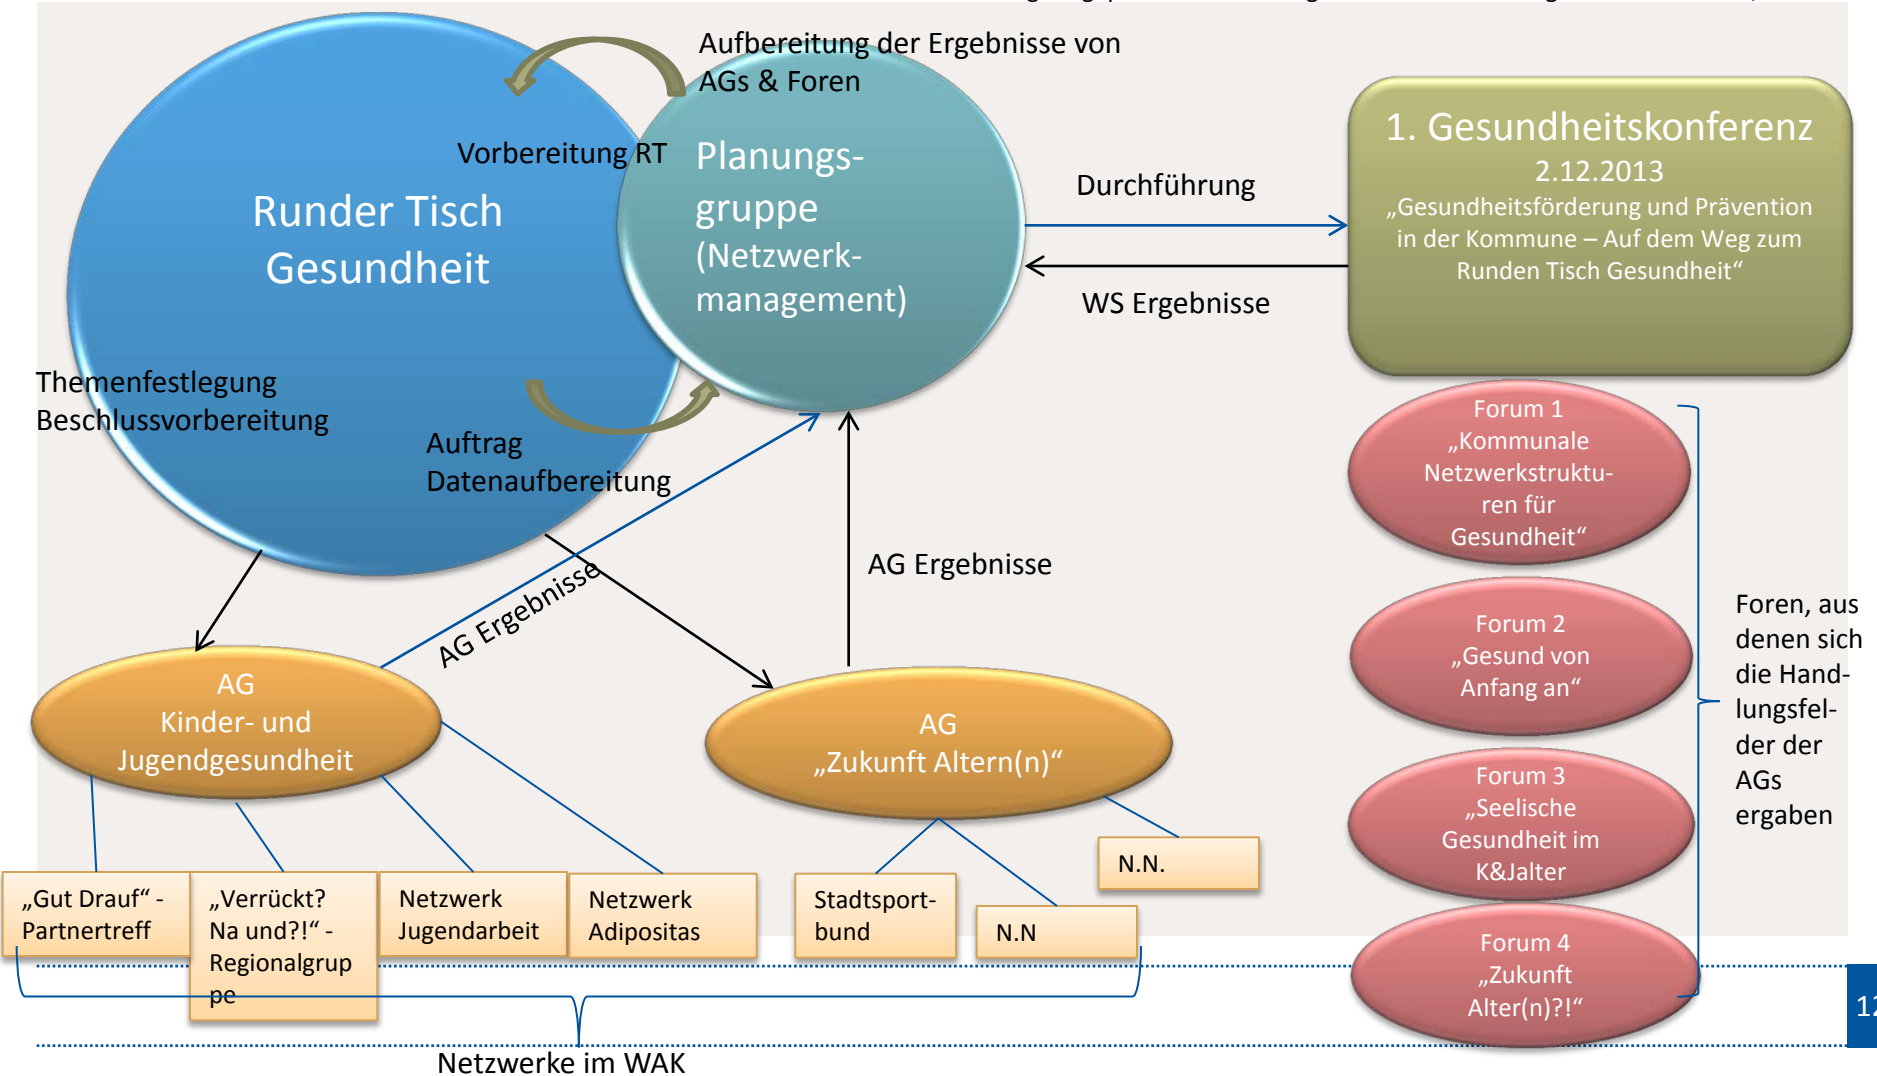 Aufbereitung der Ergebnisse von
AGs & Foren
Vorbereitung RT
Runder Tisch
Gesundheit
Planungs-
gruppe
(Netzwerk-
management)
Durchführung
WS Ergebnisse
1. Gesundheitskonferenz
2.12.2013
„Gesundheitsförderung und Prävention
in der Kommune – Auf dem Weg zum
Runden Tisch Gesundheit“
Themenfestlegung
Beschlussvorbereitung
Auftrag
Datenaufbereitung
AG Ergebnisse
AG Ergebnisse
Forum 1
„Kommunale
Netzwerkstruktu-
ren für
Gesundheit“
Forum 2
„Gesund von
Anfang an“
Forum 3
„Seelische
Gesundheit im
K&Jalter
Forum 4
„Zukunft
Alter(n)?!“
Foren, aus
denen sich
die Hand-
lungsfel-
der der
AGs
ergaben
AG
Kinder- und
Jugendgesundheit
AG
„Zukunft Altern(n)“
„Gut Drauf“ -
Partnertreff
„Verrückt?
Na und?!“ -
Regionalgrup
pe
Netzwerk
Jugendarbeit
Netzwerk
Adipositas
Stadtsport-
bund
N.N
N.N.
Netzwerke im WAK
12